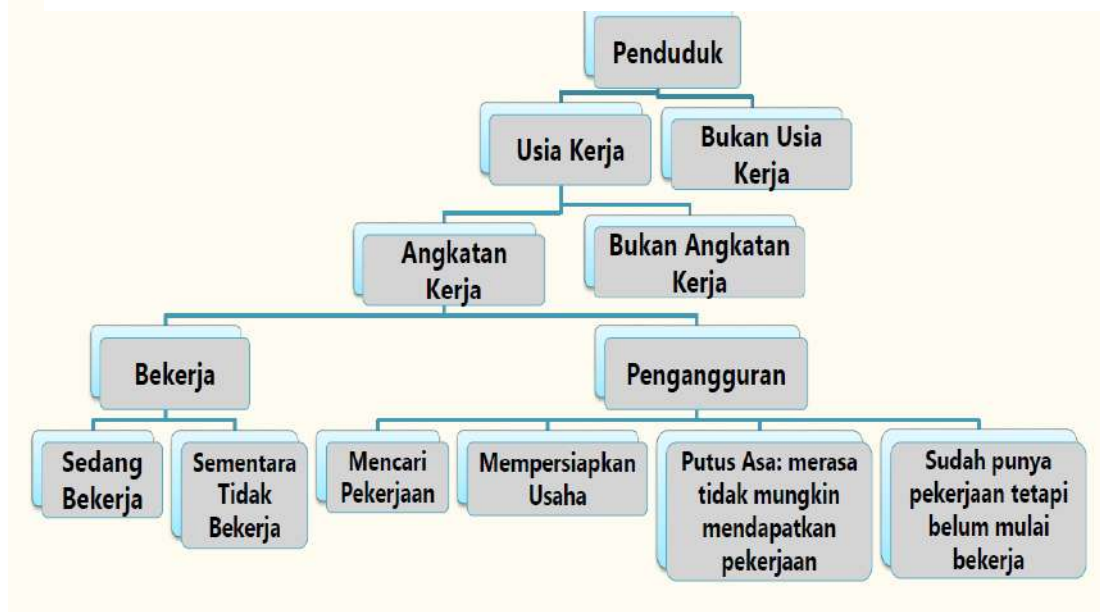 Penduduk
Usia Kerja
Bukan Usia
Kerja
Angkatan
Kerja
Bukan Angkatan
Kerja
Bekerja
Pengangguran
Sedang
Bekerja
Sementara
Tidak
Bekerja
Mencari
Pekerjaan
Mempersiapkan
Usaha
Putus Asa: merasa
tidak mungkin
mendapatkan
pekerjaan
Sudah punya
pekerjaan tetapi
belum mulai
bekerja